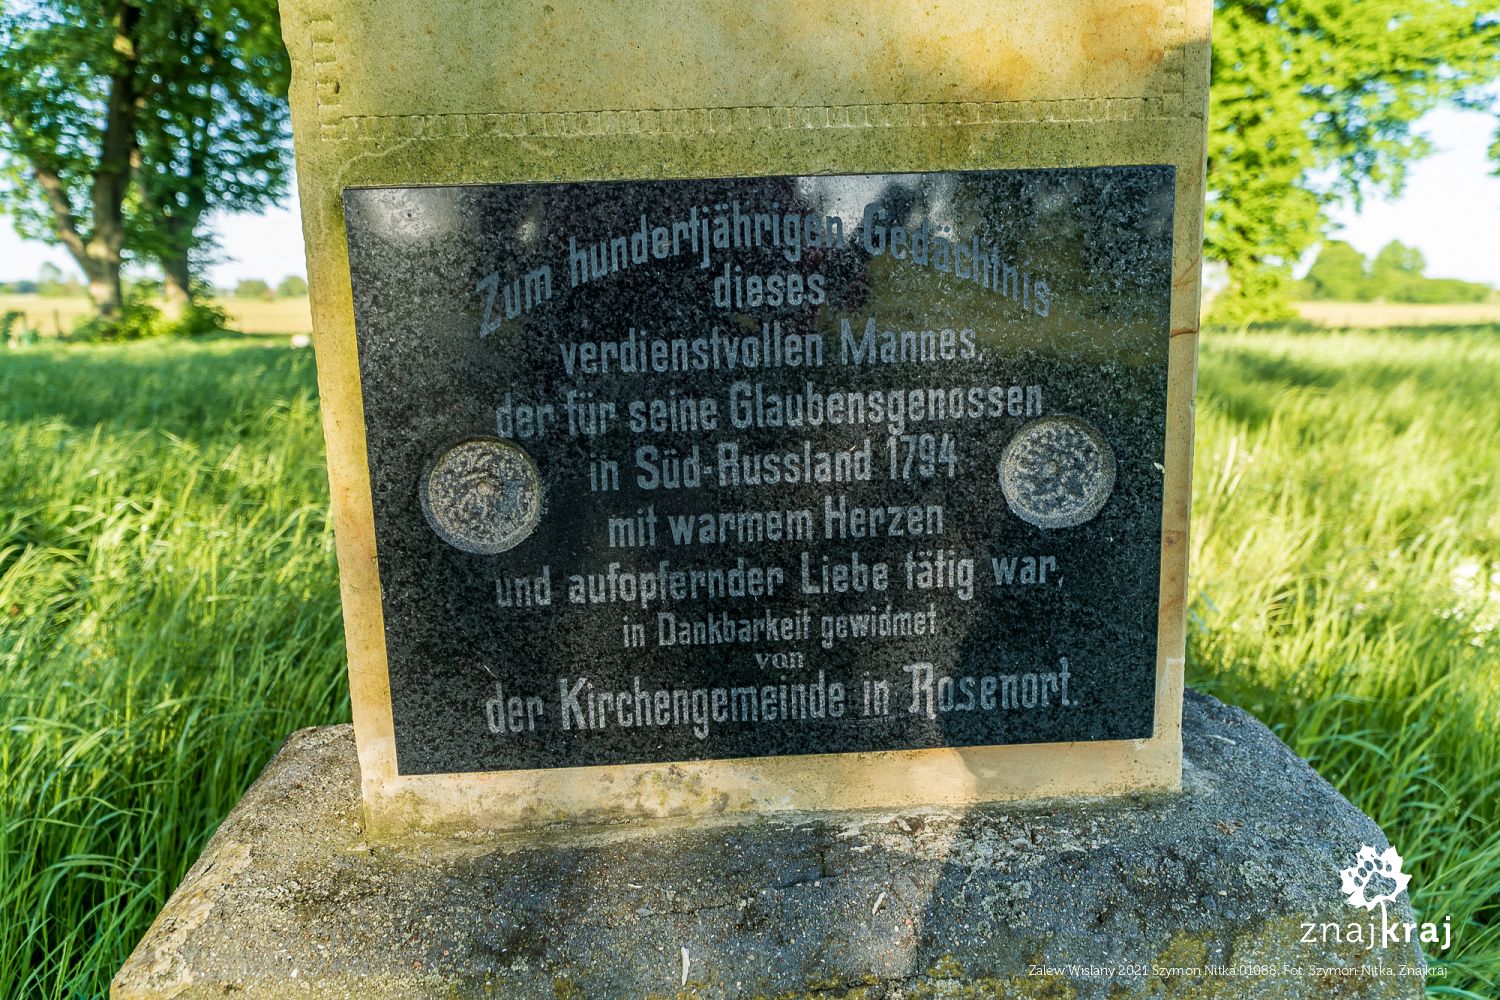 Zum hundertjährigen Gedächtnis
dieses
verdienstvollen Mannes,
der für seine Glaubensgenossen
in Süd-Russland 1794
mit warmem Herzen
und aufopfernder Liebe tätig war,
in Dankbarkeit gewidmet
von
der Kirchengemeinde in Rosenort.
znajkraj
Zalew Wislany 2021 Szymon Nitka 01088. Fot. Szymon Nitka, Znajkraj